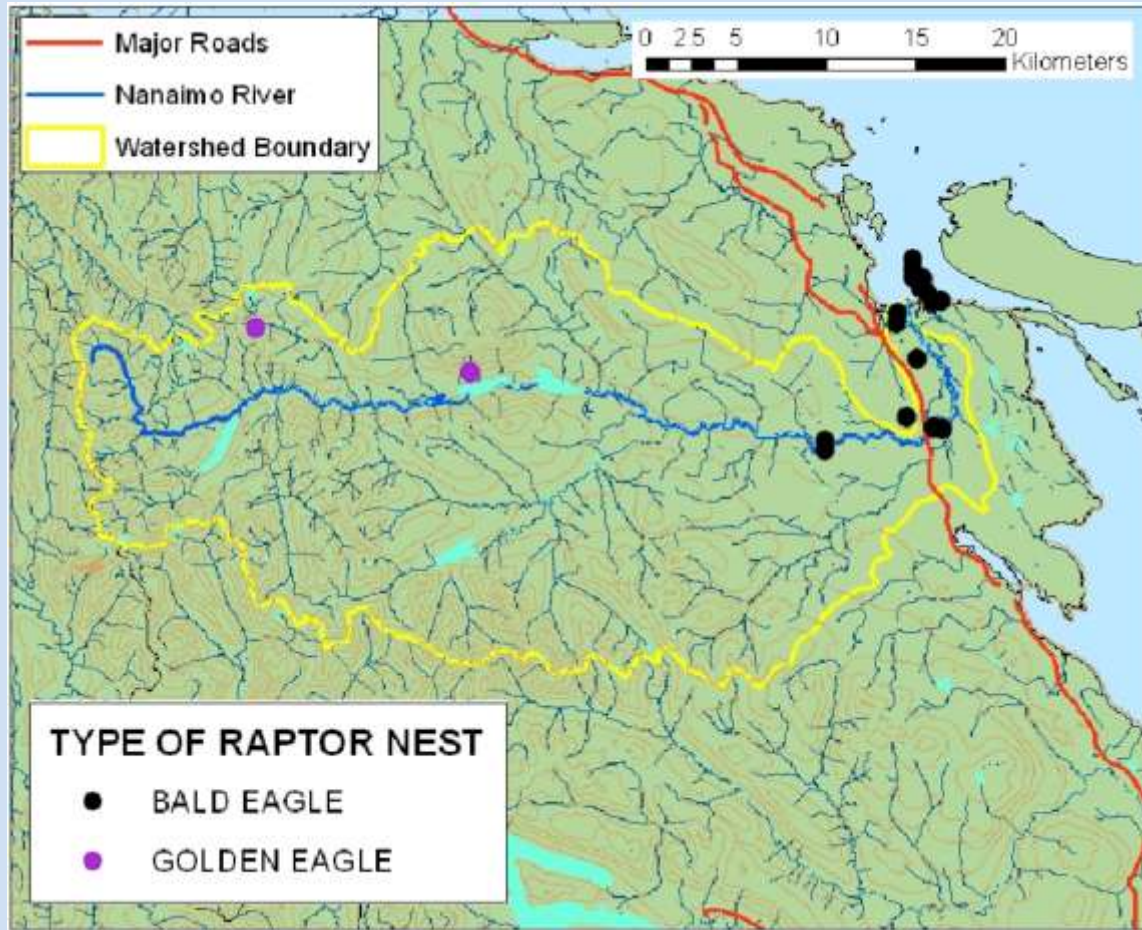 Major Roads
Nanaimo River
Watershed Boundary
0 2.5 5 10 15 20
Kilometers
TYPE OF RAPTOR NEST
BALD EAGLE
GOLDEN EAGLE